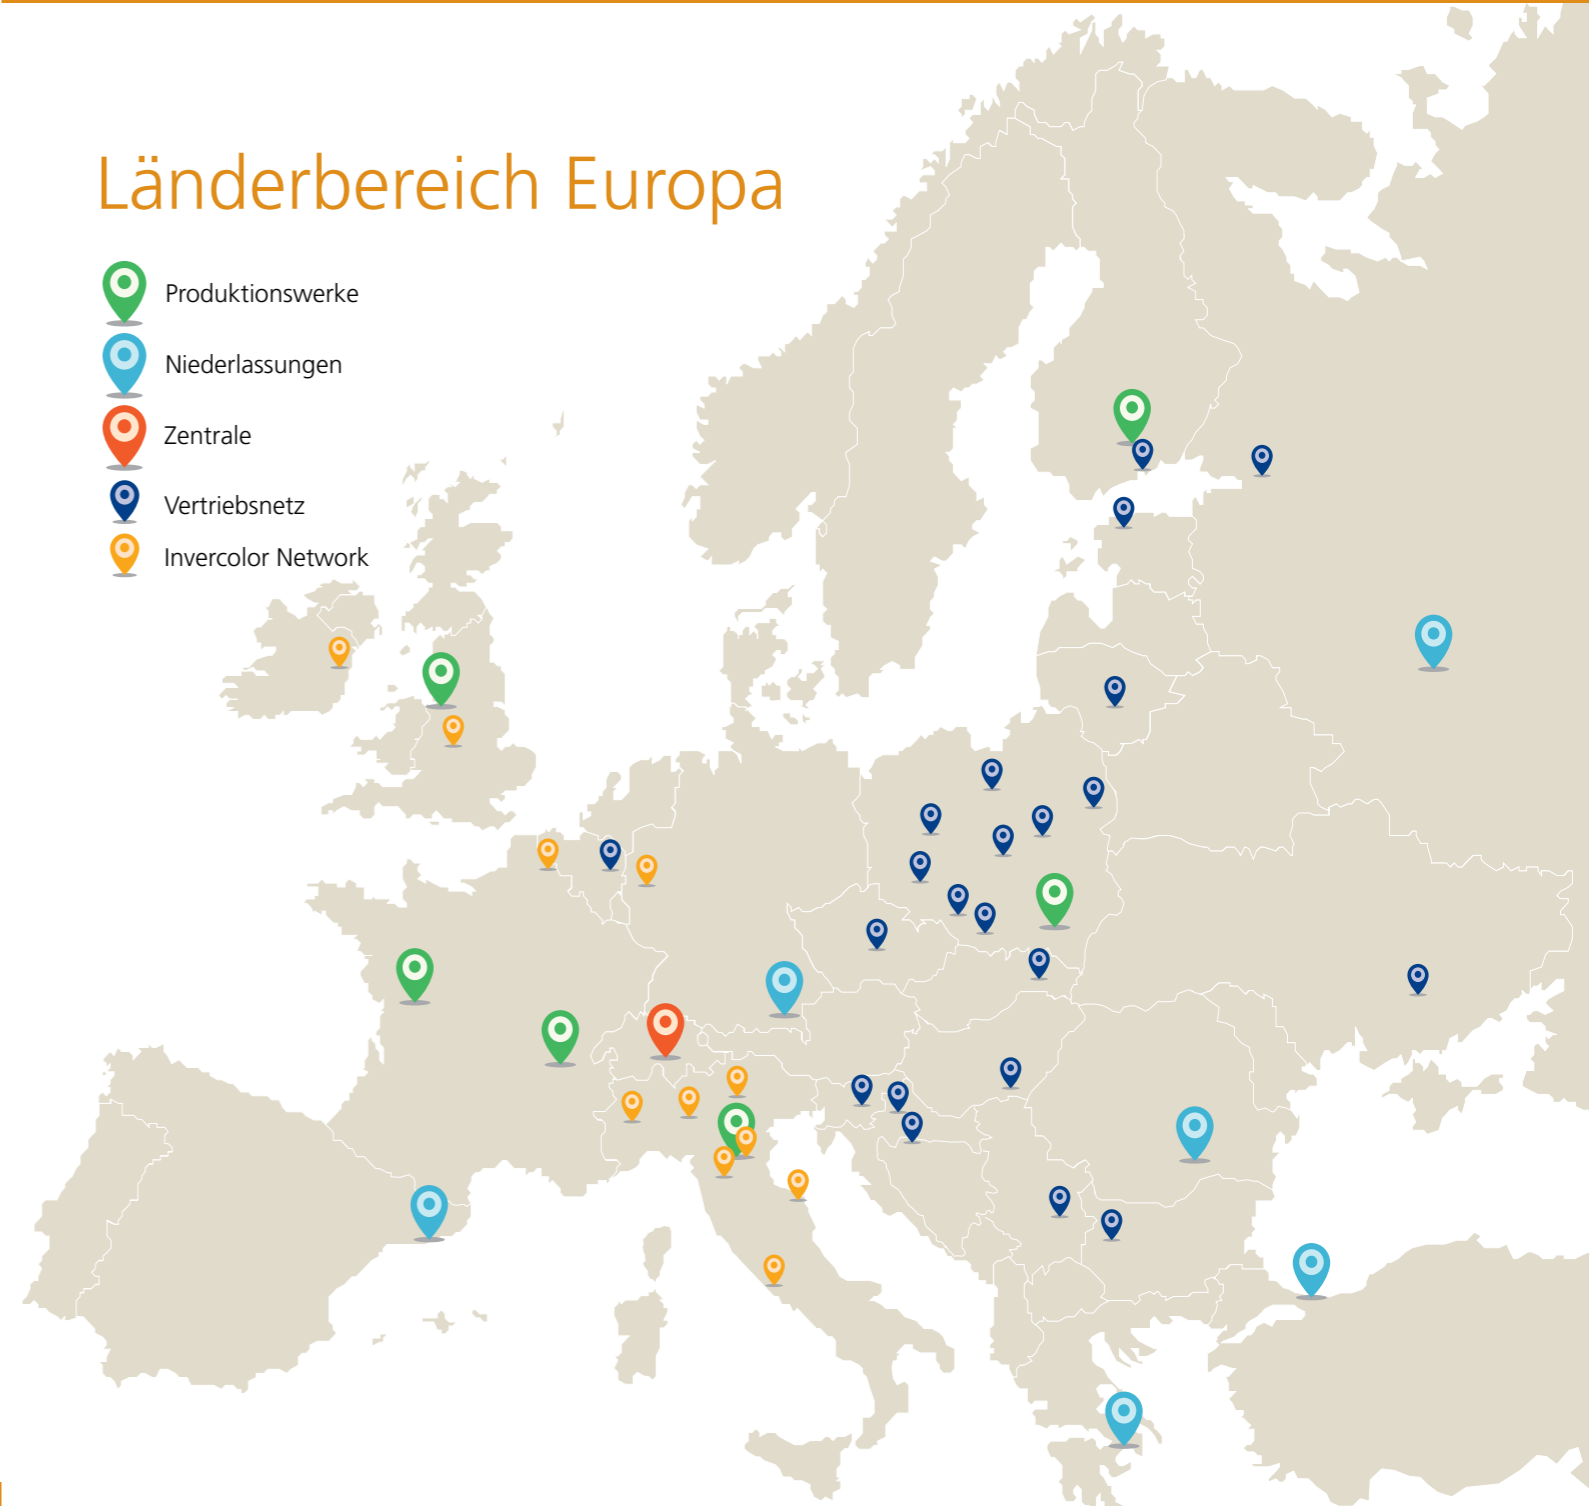 Länderbereich Europa
Produktionswerke
Niederlassungen
Zentrale
Vertriebsnetz
Invercolor Network